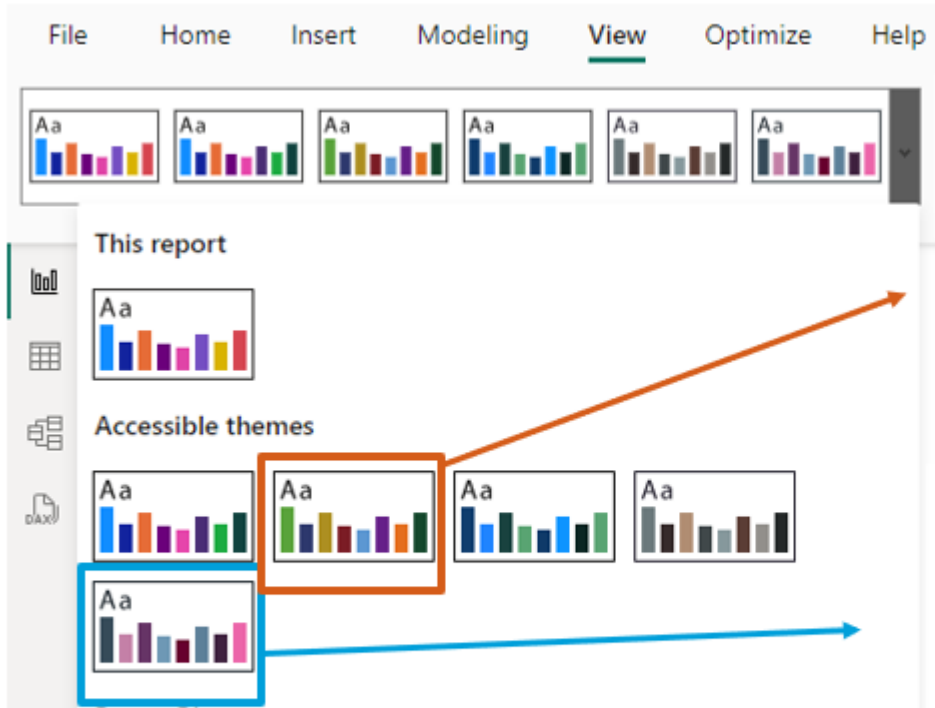 File Home Insert Modeling View Optimize Help
Aa Aa Aa Aa Aa Aa
This report
Aa
Accessible themes
Aa Aa Aa Aa
Aa
DAX